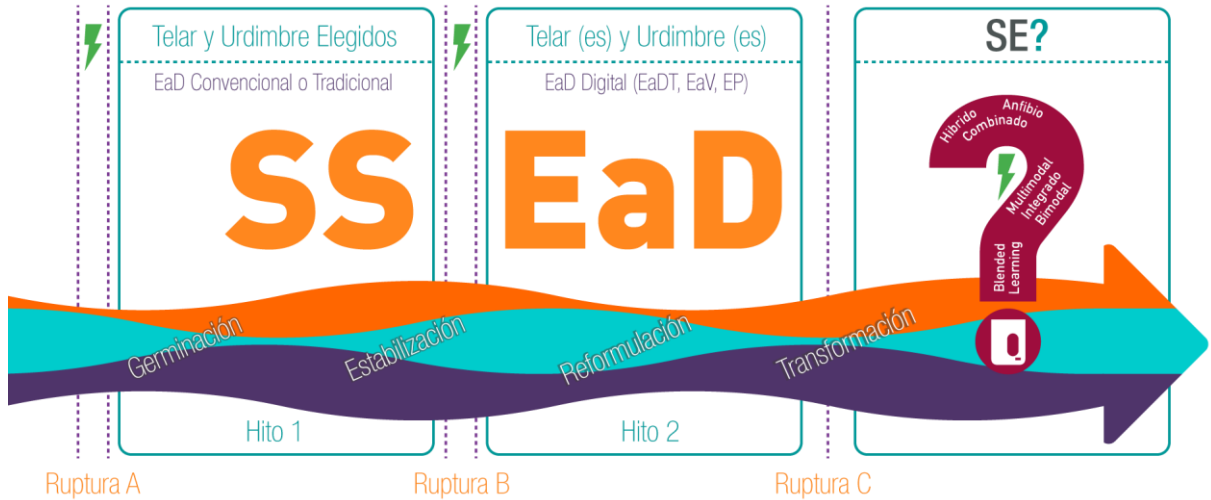 Telar y Urdimbre Elegidos
EaD Convencional o Tradicional
SS
Hito 1
Telar (es) y Urdimbre (es)
EaD Digital (EaDT, EaV, EP)
EaD
Hito 2
SE?
Híbrido
Anfibio
Combinado
Multimodal
Integrado
Bimodal
Blended
Learning
Germinación
Estabilización
Reformulación
Transformación
Ruptura A
Ruptura B
Ruptura C